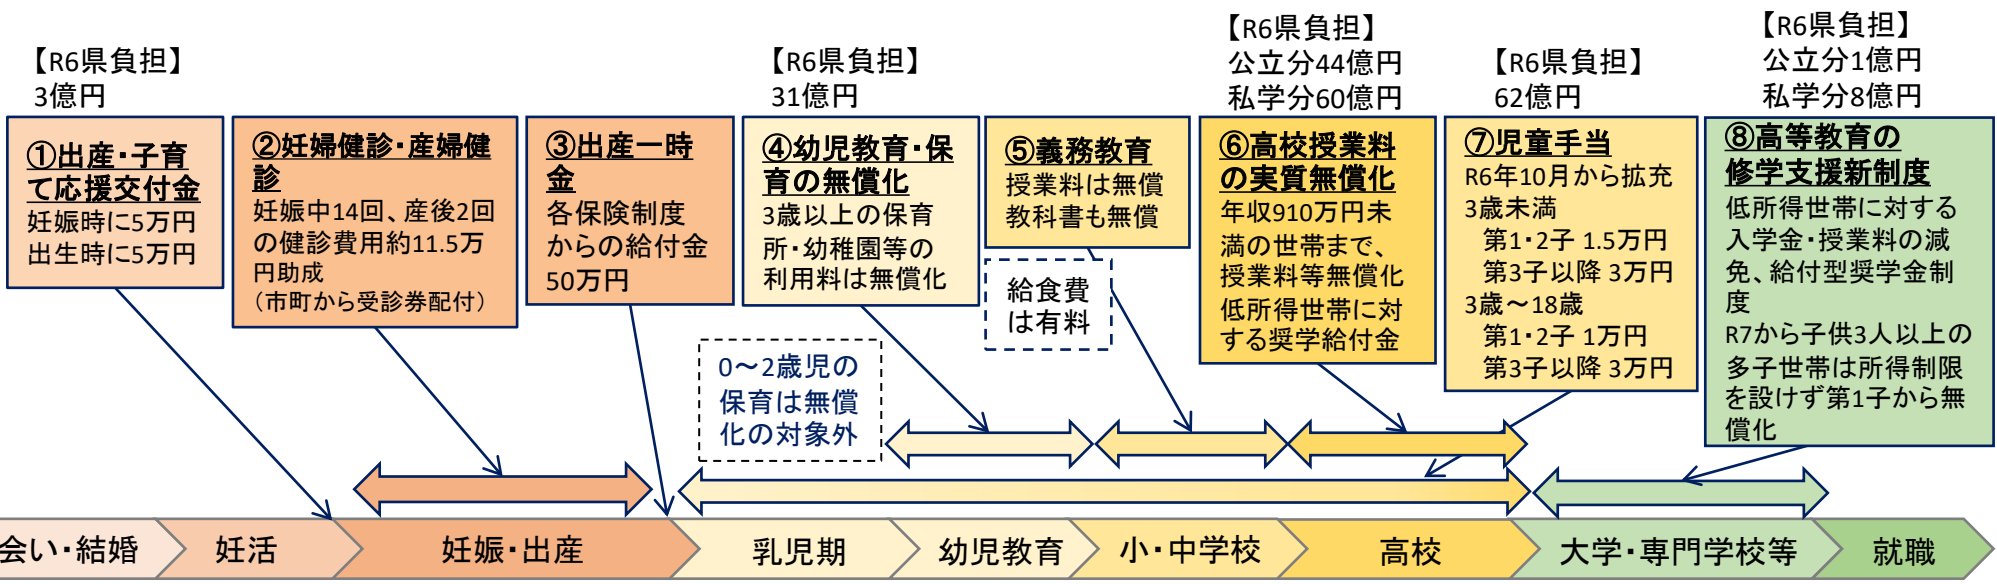 【R6県負担】
3億円
①出産・子育
て応援交付金
妊娠時に5万円
出生時に5万円
②妊婦健診・産婦健
診
妊娠中14回、産後2回
の健診費用約11.5万
円助成
（市町から受診券配付）
③出産一時
金
各保険制度
からの給付金
50万円
【R6県負担】
31億円
④幼児教育・保
育の無償化
3歳以上の保育
所・幼稚園等の
利用料は無償化
0～2歳児の
保育は無償
化の対象外
⑤義務教育
授業料は無償
教科書も無償
給食費
は有料
【R6県負担】
公立分44億円
私学分60億円
⑥高校授業料
の実質無償化
年収910万円未
満の世帯まで、
授業料等無償化
低所得世帯に対
する奨学給付金
【R6県負担】
62億円
⑦児童手当
R6年10月から拡充
3歳未満
第1・2子 1.5万円
第3子以降 3万円
3歳～18歳
第1・2子 1万円
第3子以降 3万円
【R6県負担】
公立分1億円
私学分8億円
⑧高等教育の
修学支援新制度
低所得世帯に対する
入学金・授業料の減
免、給付型奨学金制
度
R7から子供3人以上の
多子世帯は所得制限
を設けず第1子から無
償化
会い・結婚
妊活
妊娠・出産
乳児期
幼児教育
小・中学校
高校
大学・専門学校等
就職